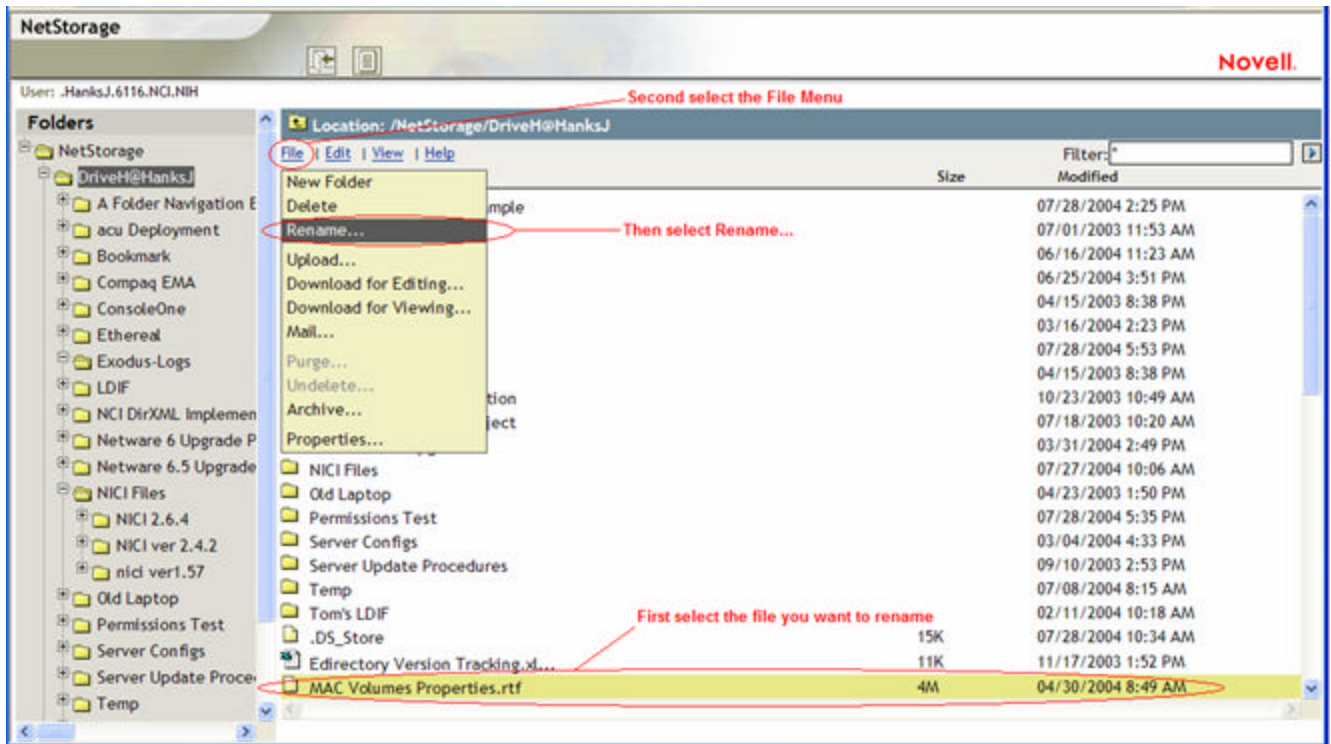 NetStorage
Novell.
User: .HanksJ.6116.NCI.NIH
Second select the File Menu
Folders
NetStorage
DriveH@HanksJ
A Folder Navigation E
acu Deployment
Bookmark
Compaq EMA
ConsoleOne
Ethereal
Exodus-Logs
LDIF
NCI DirXML Implemen
Netware 6 Upgrade P
Netware 6.5 Upgrade
NICI Files
NICI 2.6.4
NICI ver 2.4.2
nici ver1.57
Old Laptop
Permissions Test
Server Configs
Server Update Proce
Temp
Location: /NetStorage/DriveH@HanksJ
File | Edit | View | Help
Filter:*
Size Modified
New Folder
Delete
Rename...
Upload...
Download for Editing...
Download for Viewing...
Mail...
Purge...
Undelete...
Archive...
Properties...
Then select Rename...
mple 07/28/2004 2:25 PM
07/01/2003 11:53 AM
06/16/2004 11:23 AM
06/25/2004 3:51 PM
04/15/2003 8:38 PM
03/16/2004 2:23 PM
07/28/2004 5:53 PM
04/15/2003 8:38 PM
tion 10/23/2003 10:49 AM
ject 07/18/2003 10:20 AM
03/31/2004 2:49 PM
NICI Files 07/27/2004 10:06 AM
Old Laptop 04/23/2003 1:50 PM
Permissions Test 07/28/2004 5:35 PM
Server Configs 03/04/2004 4:33 PM
Server Update Procedures 09/10/2003 2:53 PM
Temp 07/08/2004 8:15 AM
Tom's LDIF 02/11/2004 10:18 AM
First select the file you want to rename
.DS_Store 15K 07/28/2004 10:34 AM
Edirectory Version Tracking.xl... 11K 11/17/2003 1:52 PM
MAC Volumes Properties.rtf 4M 04/30/2004 8:49 AM